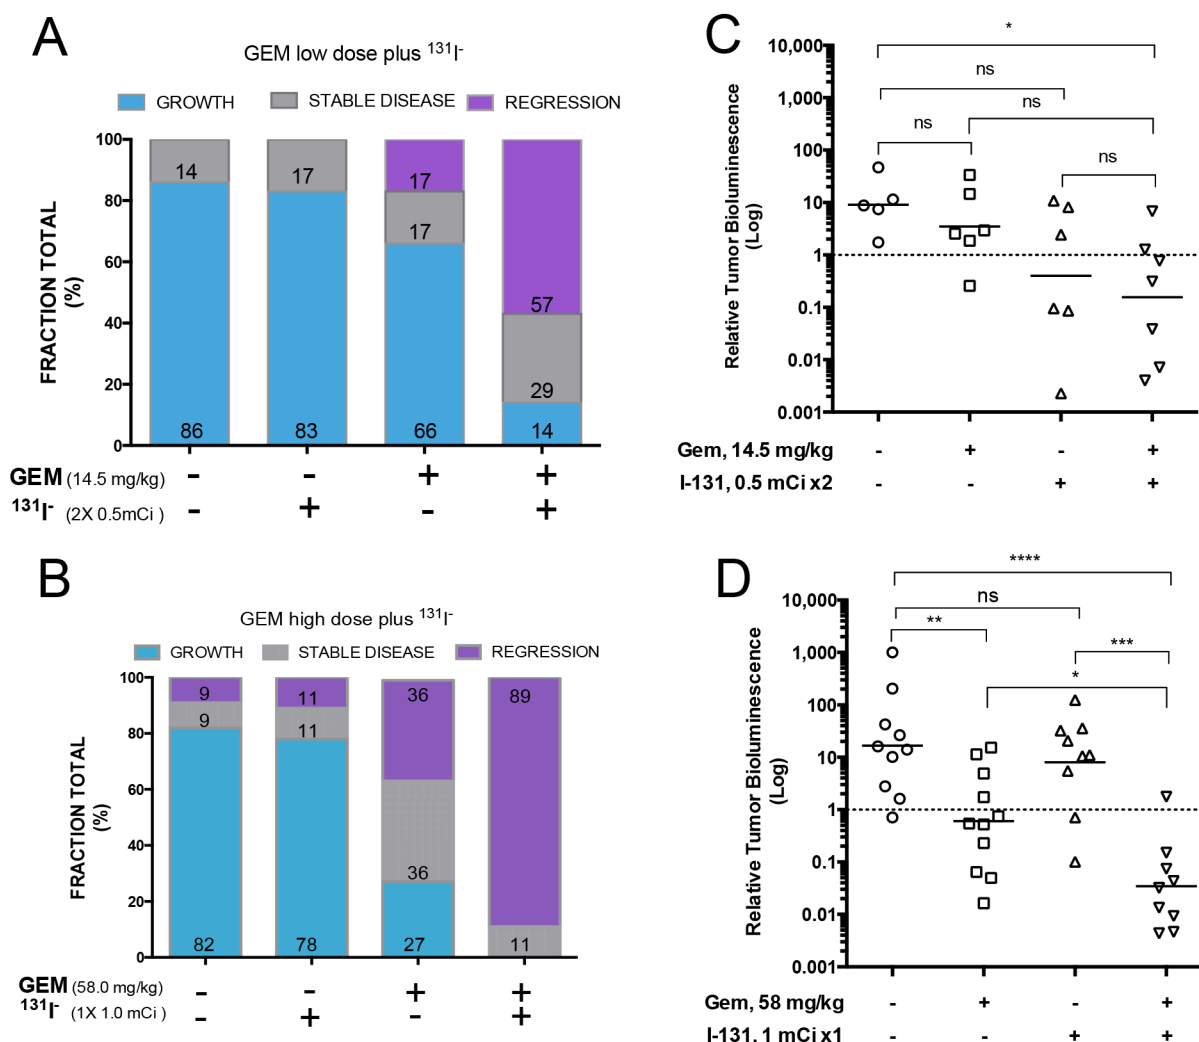 A
GEM low dose plus 131I-
GROWTH STABLE DISEASE REGRESSION
FRACTION TOTAL
(%)
100
80
60
40
20
0
14 17 17 57
17 29
86 83 66 14
GEM (14.5 mg/kg) - - + +
131I- (2X 0.5mCi ) - + - +
B
GEM high dose plus 131I-
GROWTH STABLE DISEASE REGRESSION
FRACTION TOTAL
(%)
100
80
60
40
20
0
9 11 36 89
9 11 36
82 78 27 11
GEM (58.0 mg/kg) - - + +
131I- (1X 1.0 mCi ) - + - +
C
Relative Tumor Bioluminescence
(Log)
10,000
1,000
100
10
1
0.1
0.01
0.001
*
ns
ns
ns
ns
Gem, 14.5 mg/kg - + - +
I-131, 0.5 mCi x2 - - + +
D
Relative Tumor Bioluminescence
(Log)
10,000
1,000
100
10
1
0.1
0.01
0.001
****
ns
**
***
*
Gem, 58 mg/kg - + - +
I-131, 1 mCi x1 - - + +